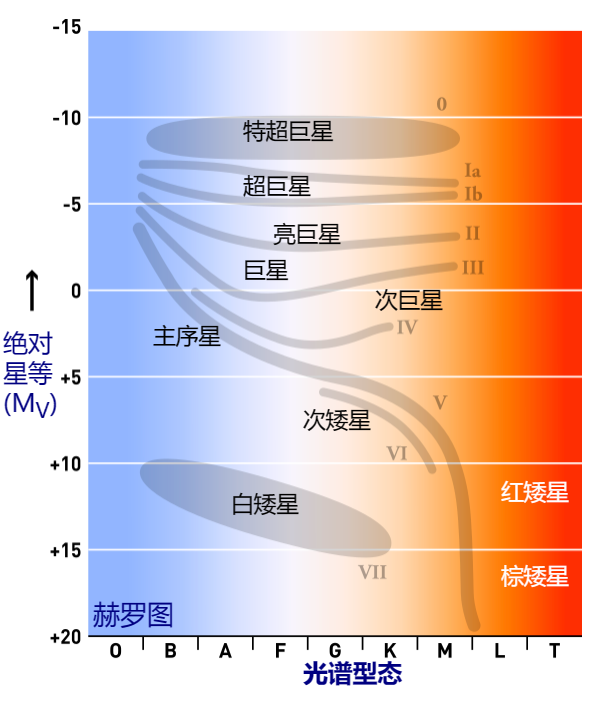 -15
-10
-5
0
+5
+10
+15
+20
绝对
星等
(MV)
0
特超巨星
Ia
超巨星
Ib
亮巨星
II
巨星
III
次巨星
IV
主序星
V
次矮星
VI
红矮星
白矮星
VII
棕矮星
赫罗图
O B A F G K M L T
光谱型态